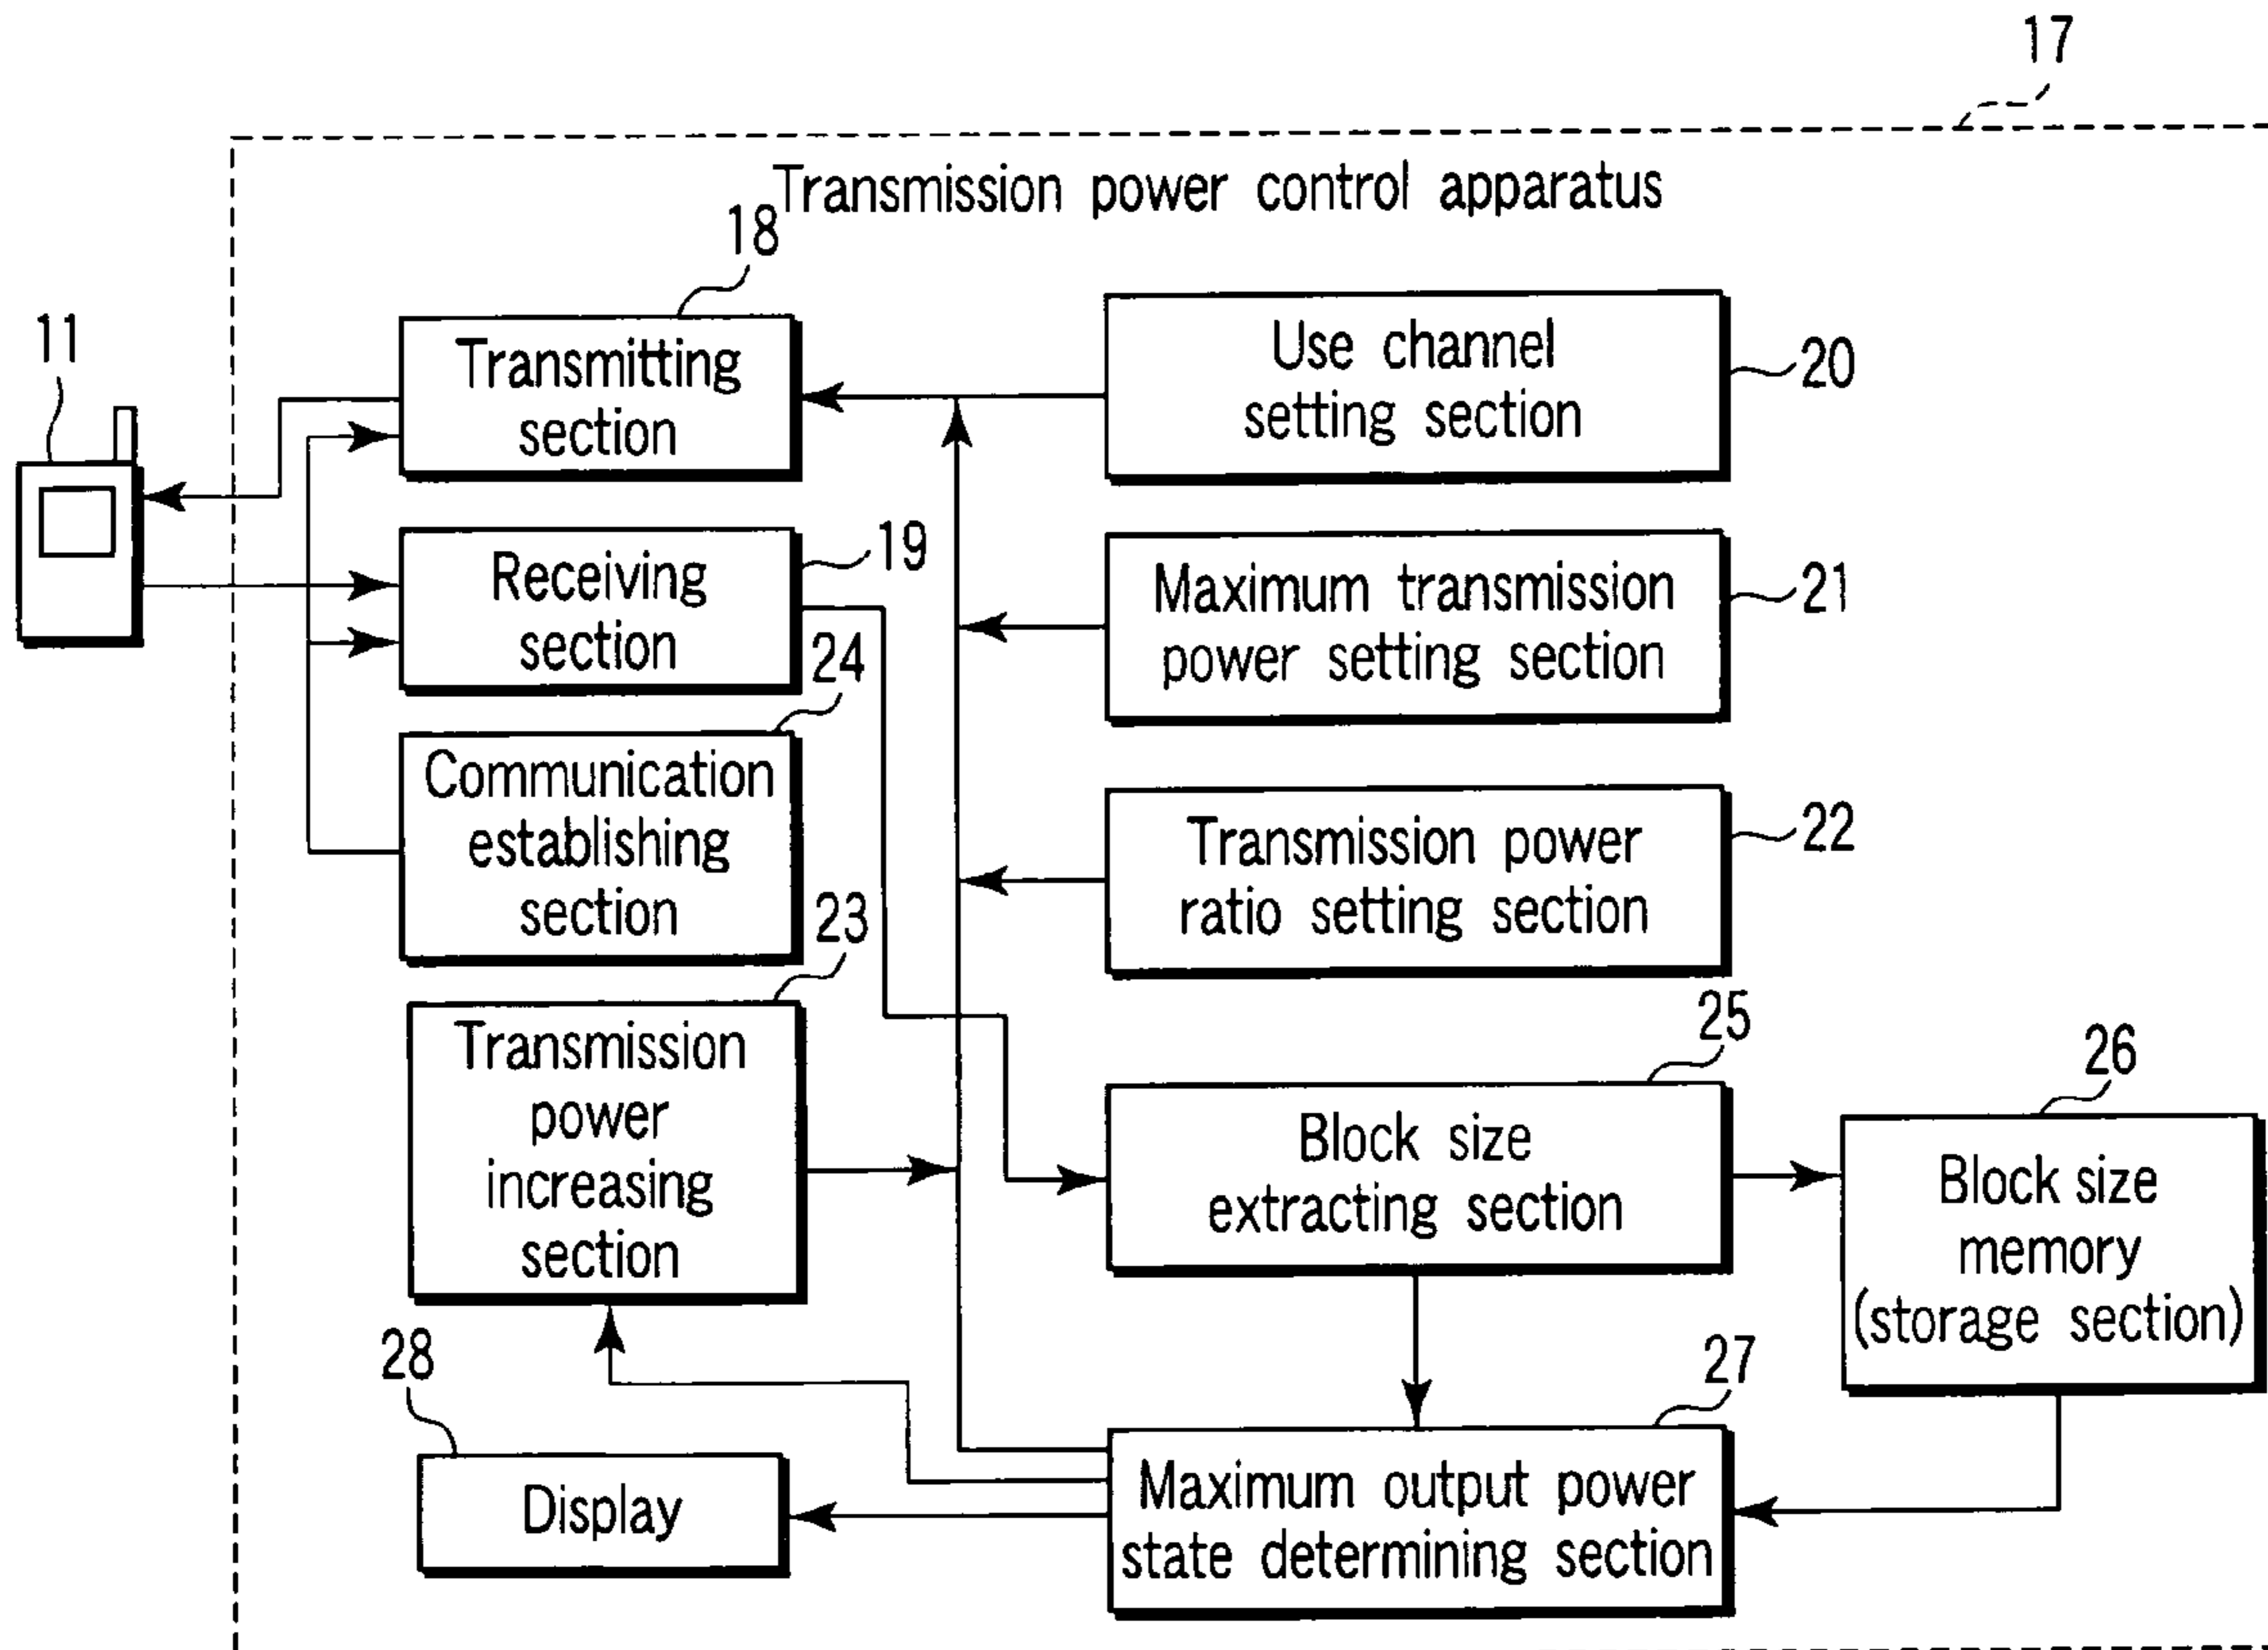 17
Transmission power control apparatus
18
11
Transmitting
section
Use channel
setting section
20
Receiving
section
19
24
Maximum transmission
power setting section
21
Communication
establishing
section
23
Transmission power
ratio setting section
22
Transmission
power
increasing
section
25
Block size
extracting section
26
Block size
memory
(storage section)
28
Display
27
Maximum output power
state determining section